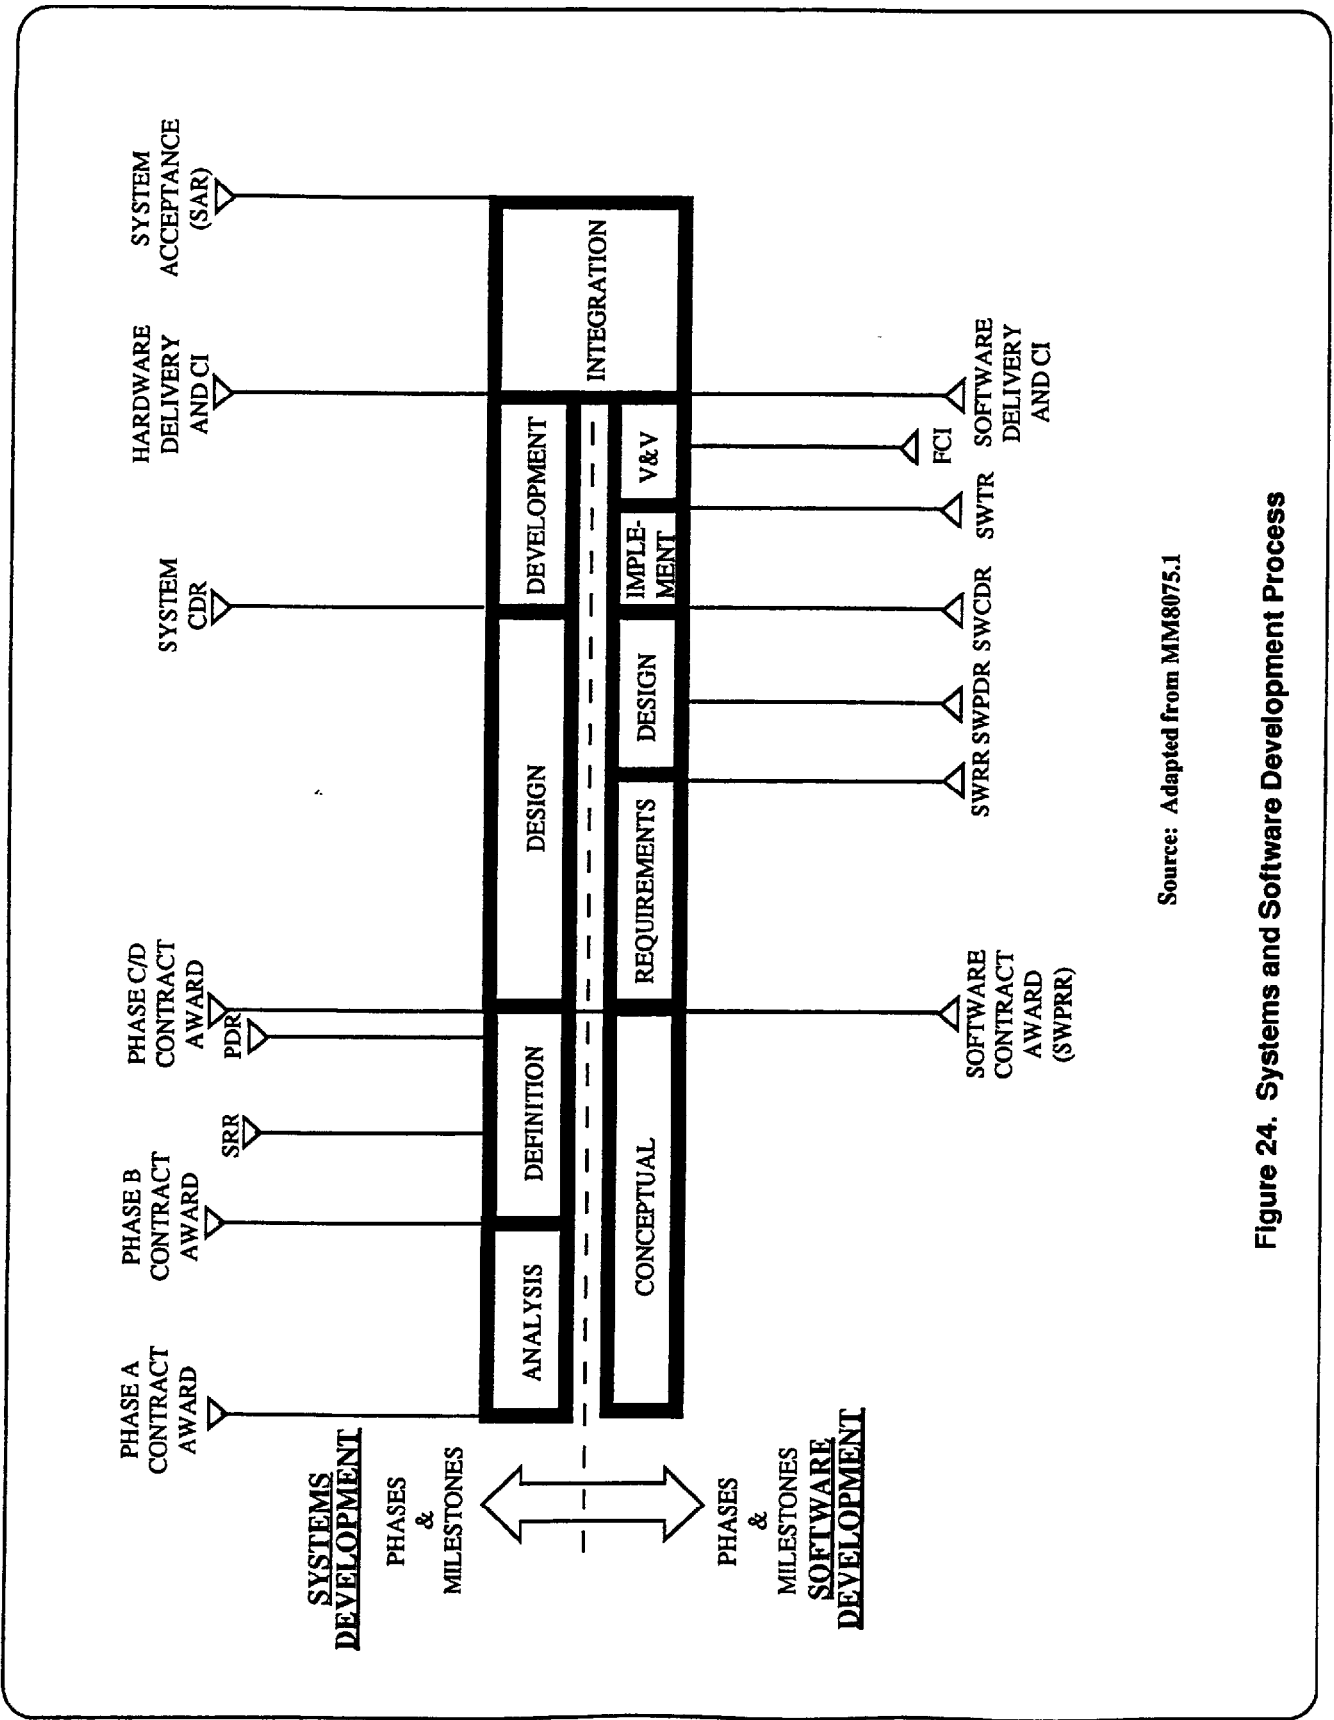 SYSTEMS
DEVELOPMENT
PHASES
&
MILESTONES
PHASE A
CONTRACT
AWARD
PHASE B
CONTRACT
AWARD
SRR
PDR
PHASE C/D
CONTRACT
AWARD
SYSTEM
CDR
HARDWARE
DELIVERY
AND CI
SYSTEM
ACCEPTANCE
(SAR)
ANALYSIS
DEFINITION
DESIGN
DEVELOPMENT
INTEGRATION
CONCEPTUAL
REQUIREMENTS
DESIGN
IMPLE-
MENT
V&V
PHASES
&
MILESTONES
SOFTWARE
DEVELOPMENT
SOFTWARE
CONTRACT
AWARD
(SWPRR)
SWRR
SWPDR
SWCDR
SWTR
FCI
SOFTWARE
DELIVERY
AND CI
Source: Adapted from MM8075.1
Figure 24. Systems and Software Development Process